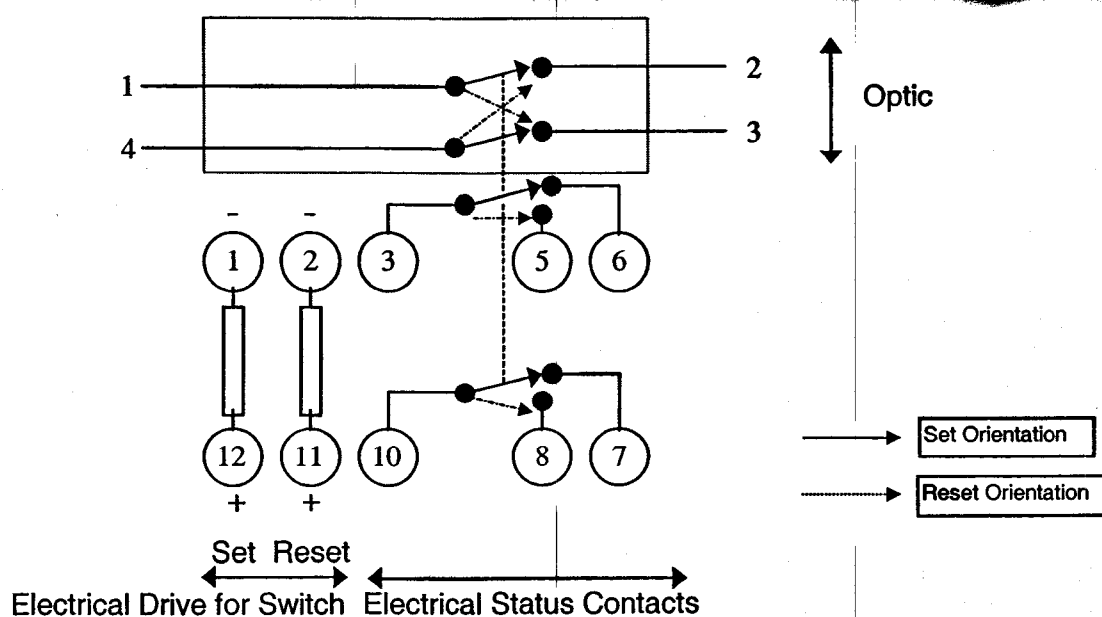 1 2
Optic
4 3
- -
1 2 3 5 6
12 11 10 8 7
+ +
Set Orientation
Reset Orientation
Set Reset
Electrical Drive for Switch Electrical Status Contacts